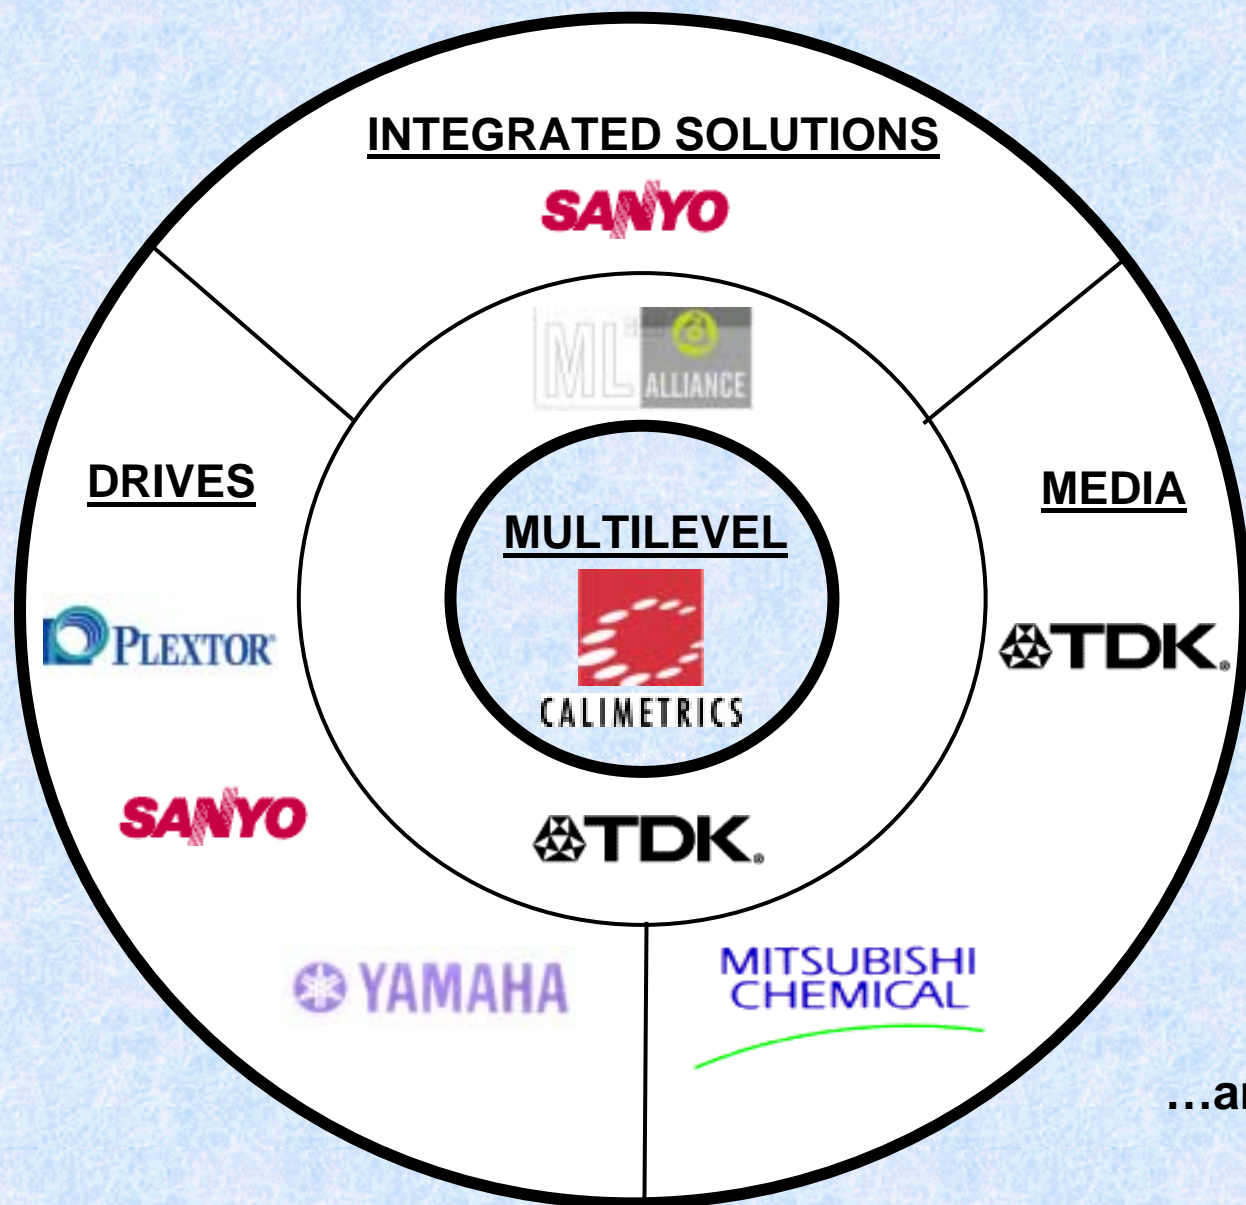 INTEGRATED SOLUTIONS
SANYO
ML
ALLIANCE
DRIVES
MEDIA
MULTILEVEL
CALIMETRICS
PLEXTOR®
TDK®
SANYO
TDK®
YAMAHA
MITSUBISHI
CHEMICAL